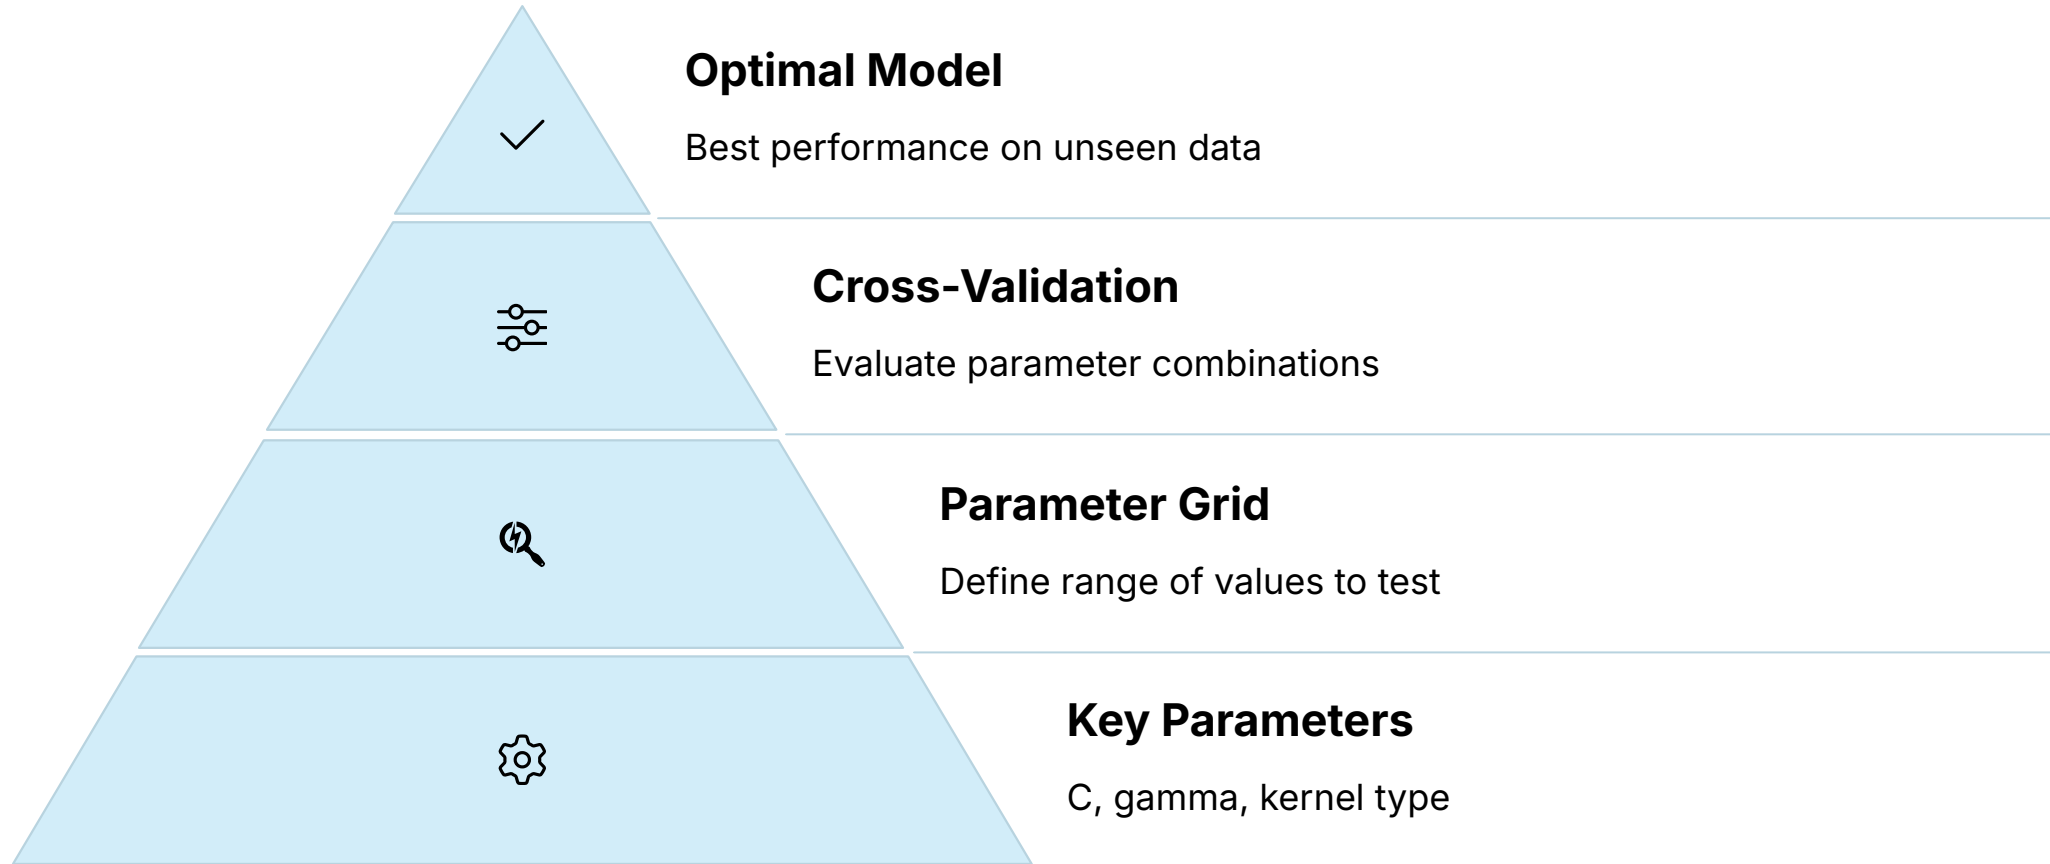 Optimal Model
Best performance on unseen data
Cross-Validation
Evaluate parameter combinations
Parameter Grid
Define range of values to test
Key Parameters
C, gamma, kernel type